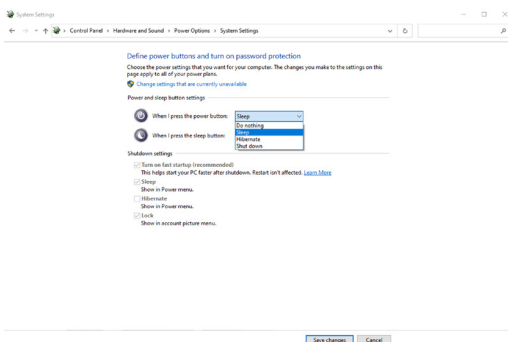 System Settings
Control Panel > Hardware and Sound > Power Options > System Settings
Define power buttons and turn on password protection
Choose the power settings that you want for your computer. The changes you make to the settings on this
page apply to all of your power plans.
Change settings that are currently unavailable
Power and sleep button settings
When I press the power button: Sleep
Do nothing
Sleep
Hibernate
Shut down
When I press the sleep button:
Shutdown settings
Turn on fast startup (recommended)
This helps start your PC faster after shutdown. Restart isn't affected. Learn More
Sleep
Show in Power menu.
Hibernate
Show in Power menu.
Lock
Show in account picture menu.
Save changes Cancel